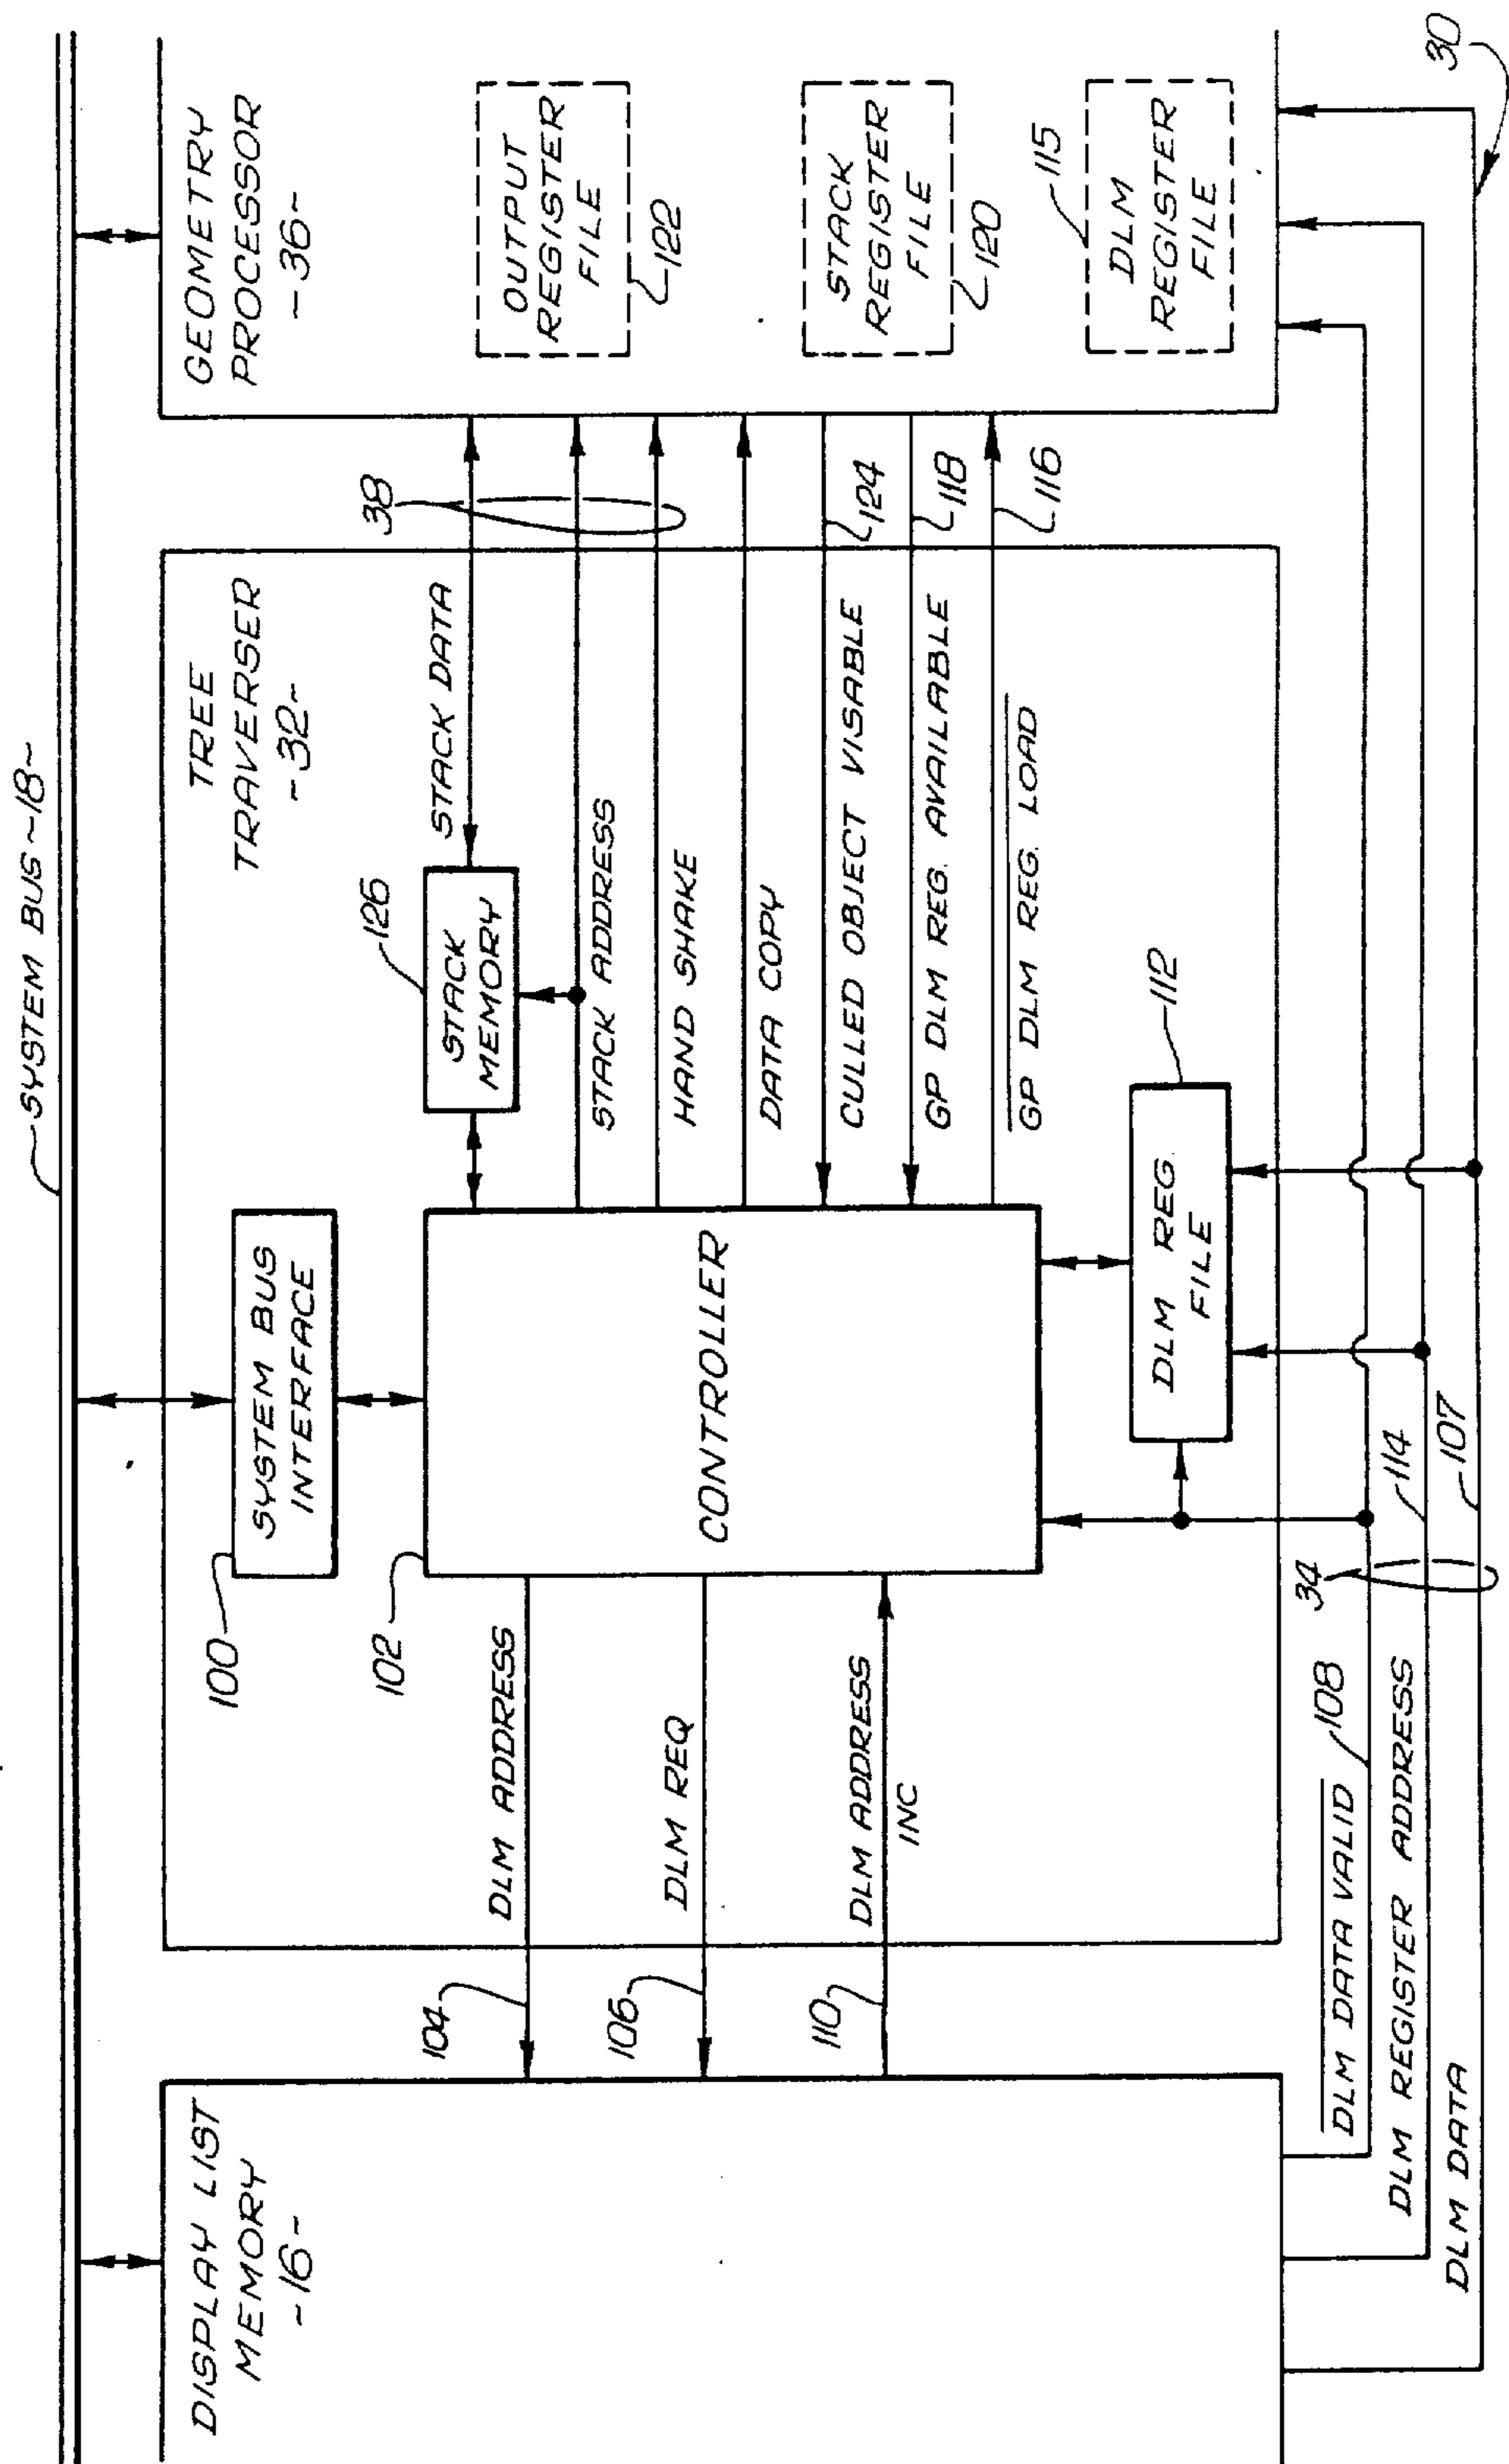 SYSTEM BUS ~18~
DISPLAY LIST
MEMORY
-16-
TREE
TRAVERSER
-32-
GEOMETRY
PROCESSOR
-36-
100
SYSTEM BUS
INTERFACE
102
CONTROLLER
126
STACK
MEMORY
STACK DATA
38
STACK ADDRESS
HAND SHAKE
DATA COPY
CULLED OBJECT VISABLE
124
GP DLM REG. AVAILABLE
118
GP DLM REG. LOAD
116
OUTPUT
REGISTER
FILE
122
STACK
REGISTER
FILE
120
115
DLM
REGISTER
FILE
104
DLM ADDRESS
106
DLM REQ
110
DLM ADDRESS
INC
112
DLM REG.
FILE
DLM DATA VALID
108
34
DLM REGISTER ADDRESS
114
DLM DATA
107
30